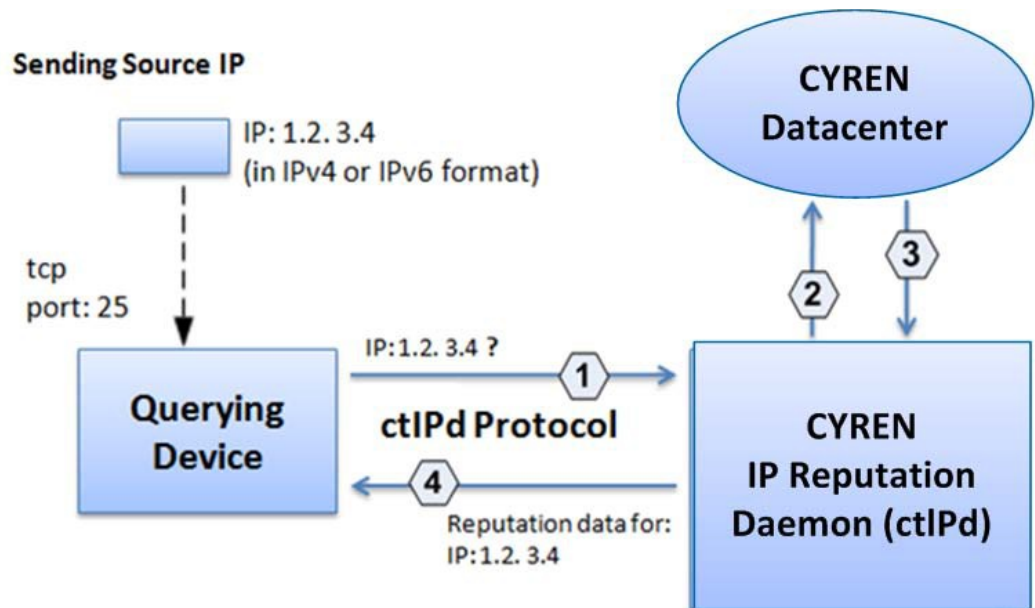 Sending Source IP
IP: 1.2. 3.4
(in IPv4 or IPv6 format)
CYREN
Datacenter
tcp
port: 25
2
3
IP:1.2. 3.4 ?
1
Querying
Device
ctIPd Protocol
4
Reputation data for:
IP:1.2. 3.4
CYREN
IP Reputation
Daemon (ctIPd)